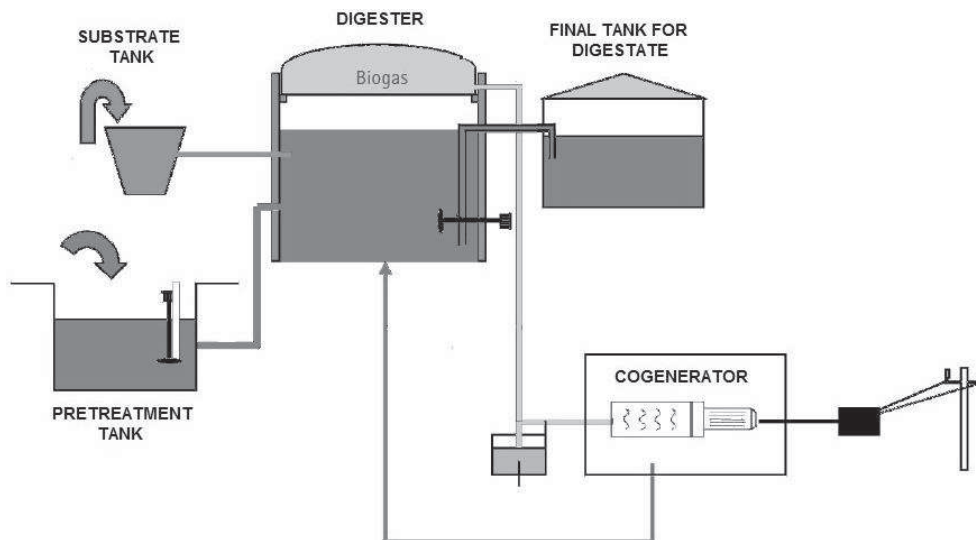 SUBSTRATE
TANK
DIGESTER
FINAL TANK FOR
DIGESTATE
Biogas
PRETREATMENT
TANK
COGENERATOR